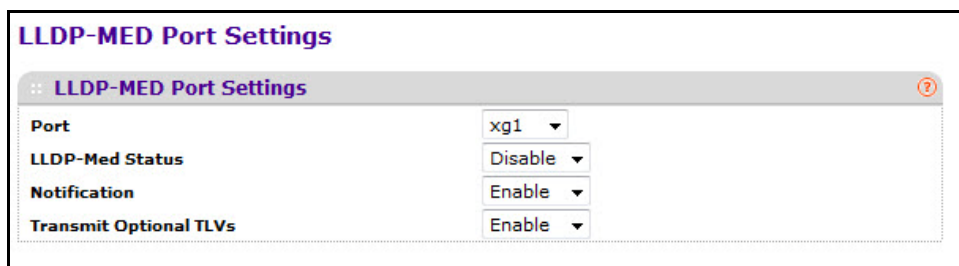 LLDP-MED Port Settings
LLDP-MED Port Settings ?
Port xg1
LLDP-Med Status Disable
Notification Enable
Transmit Optional TLVs Enable